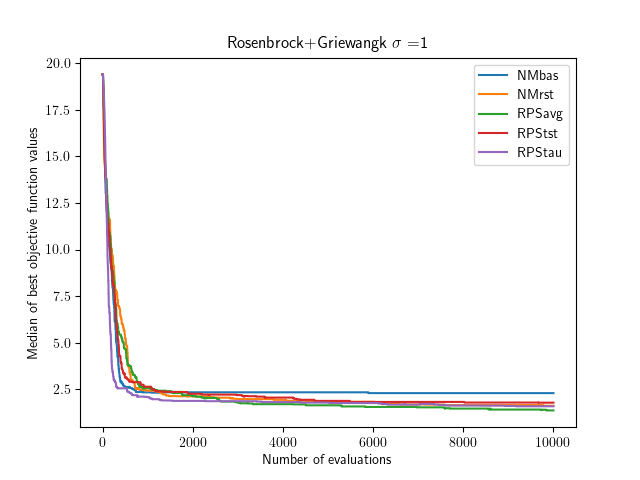 Rosenbrock+Griewangk σ =1
Median of best objective function values
20.0
17.5
15.0
12.5
10.0
7.5
5.0
2.5
NMbas
NMrst
RPSavg
RPStst
RPStau
0 2000 4000 6000 8000 10000
Number of evaluations